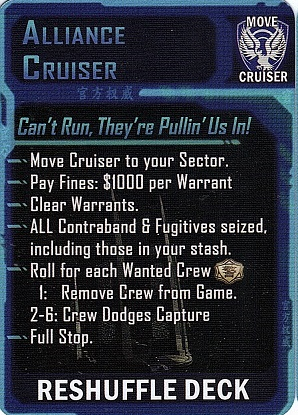 ALLIANCE
CRUISER
MOVE
CRUISER
官方权威
Can't Run, They're Pullin' Us In!
Move Cruiser to your Sector.
Pay Fines: $1000 per Warrant
Clear Warrants.
ALL Contraband & Fugitives seized,
including those in your stash.
Roll for each Wanted Crew
1: Remove Crew from Game.
2-6: Crew Dodges Capture
Full Stop.
RESHUFFLE DECK